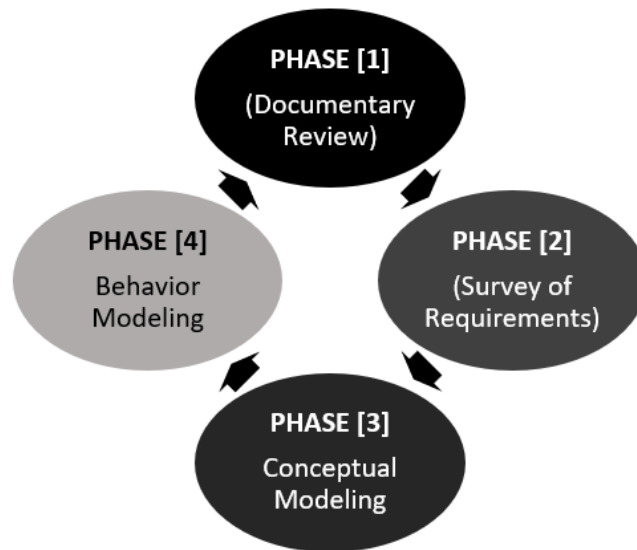 PHASE [1]
(Documentary
Review)
PHASE [2]
(Survey of
Requirements)
PHASE [3]
Conceptual
Modeling
PHASE [4]
Behavior
Modeling